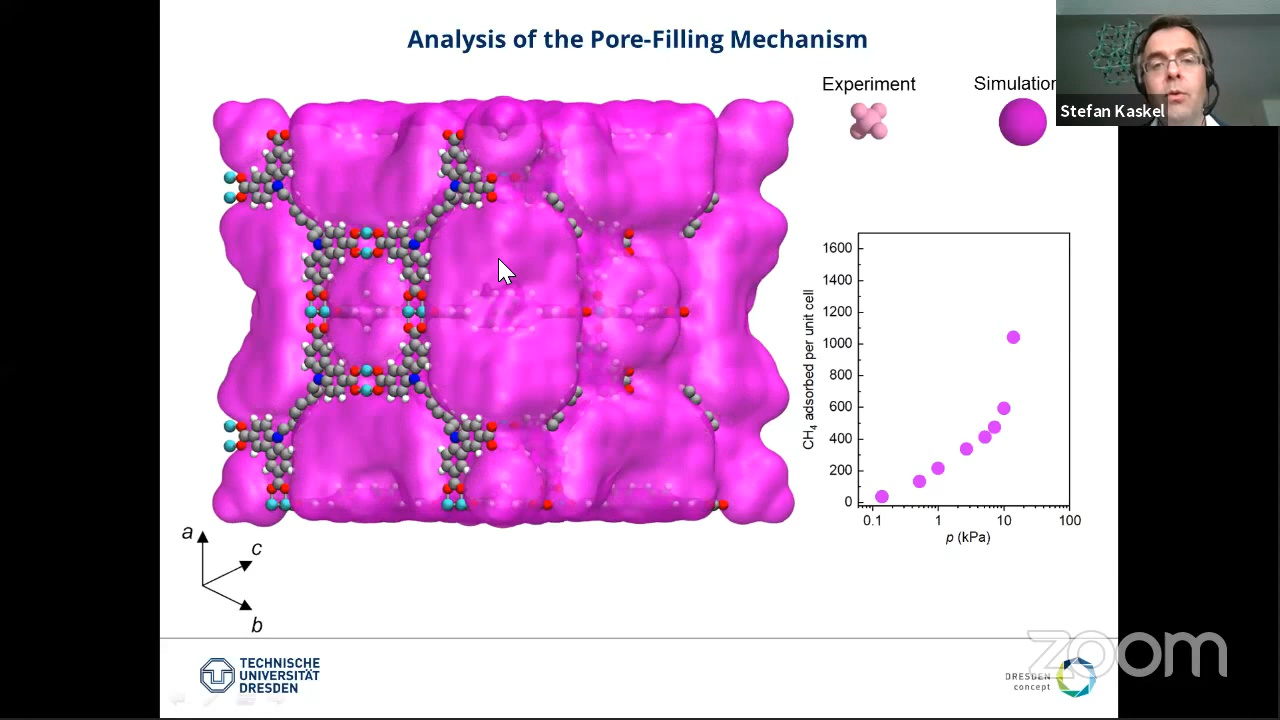 Analysis of the Pore-Filling Mechanism
Experiment
Simulation
Stefan Kaskel
1600
1400
1200
1000
800
600
400
200
0
CH4 adsorbed per unit cell
0.1
1
10
100
p (kPa)
a
c
b
TECHNISCHE
UNIVERSITÄT
DRESDEN
DRESDEN
concept
zoom